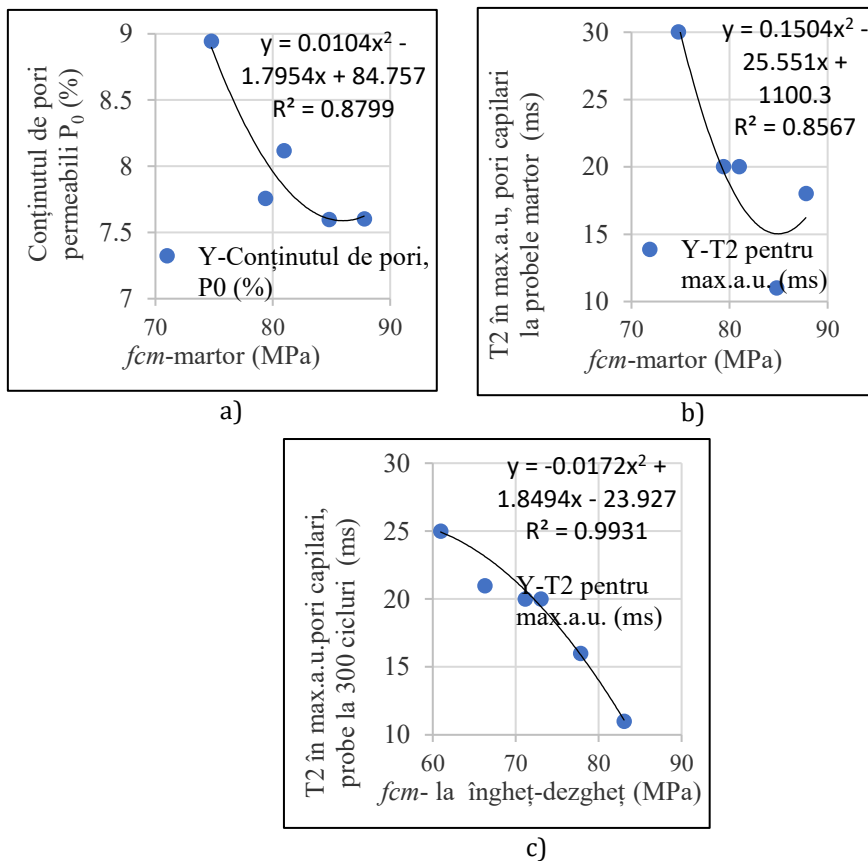 9
8.5
8
7.5
7
70
80
90
Conținutul de pori
permeabili P0 (%)
y = 0.0104x² -
1.7954x + 84.757
R² = 0.8799
Y-Conținutul de pori,
P0 (%)
fcm-martor (MPa)
a)
30
25
20
15
10
70
80
90
T2 în max.a.u, pori capilari
la probele martor (ms)
y = 0.1504x² -
25.551x +
1100.3
R² = 0.8567
Y-T2 pentru
max.a.u. (ms)
fcm-martor (MPa)
b)
30
25
20
15
10
60
70
80
90
T2 în max.a.u.pori capilari,
probe la 300 cicluri (ms)
y = -0.0172x² +
1.8494x - 23.927
R² = 0.9931
Y-T2 pentru
max.a.u. (ms)
fcm- la îngheț-dezgheț (MPa)
c)